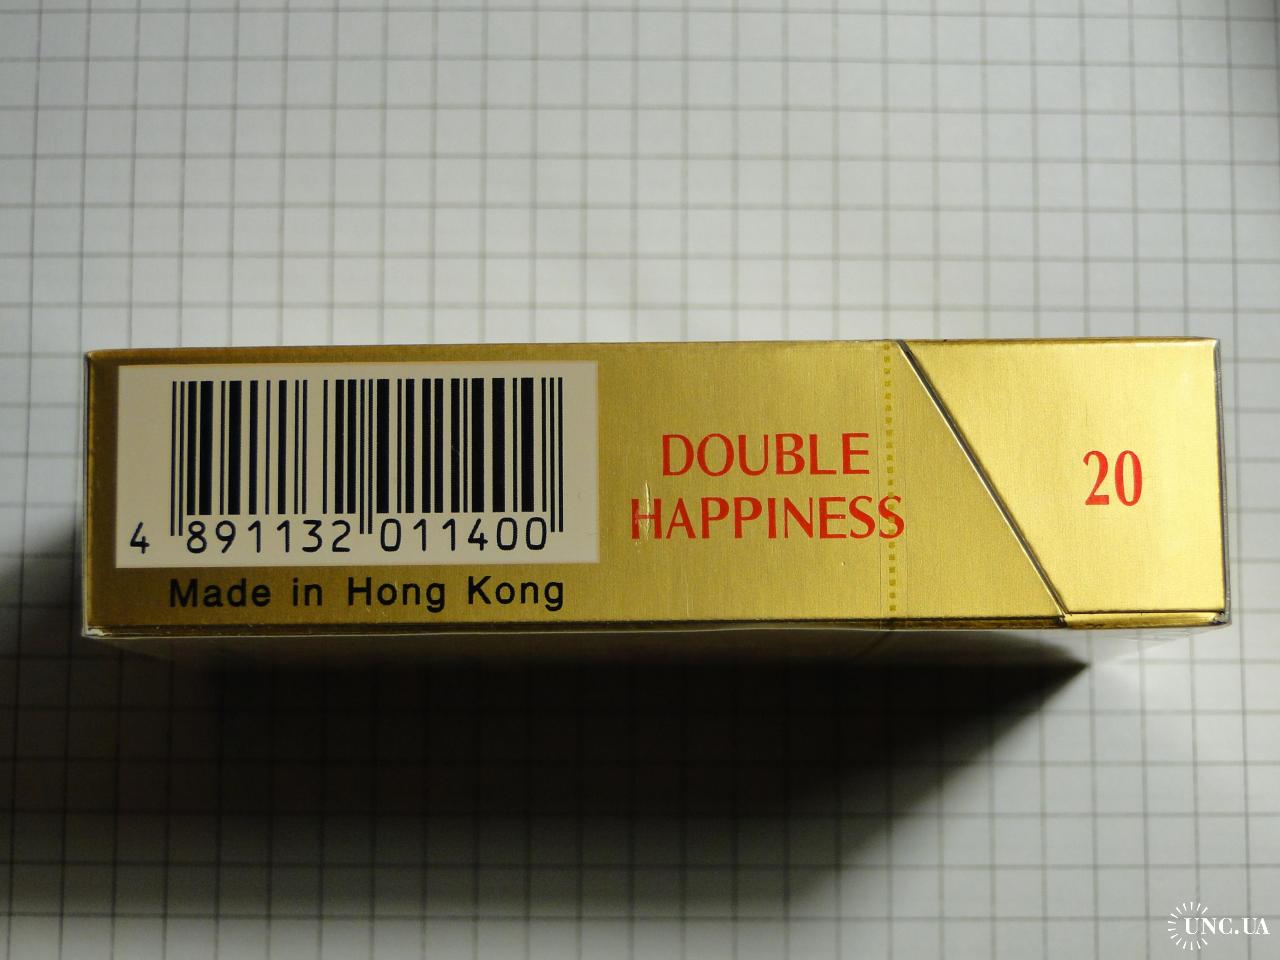 DOUBLE
HAPPINESS
20
4 891132 011400
Made in Hong Kong
UNC.UA